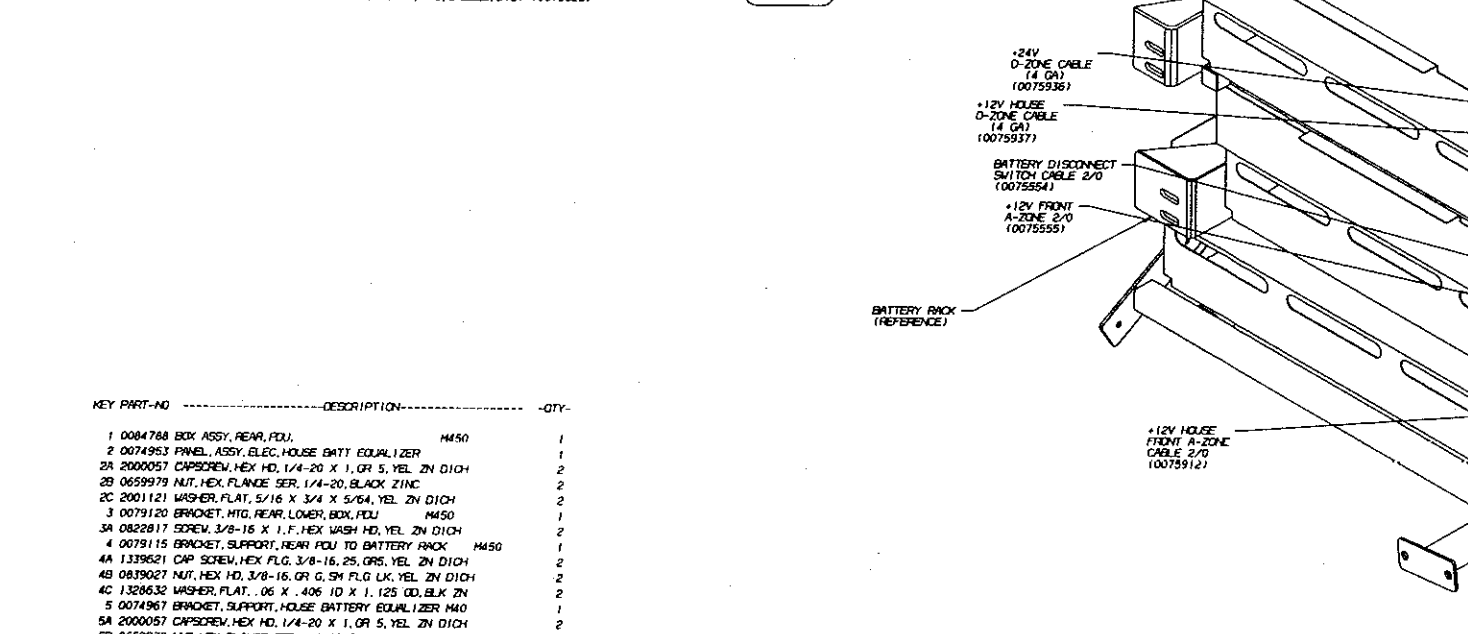 +24V
D-ZONE CABLE
(4 GA)
(0075936)
+12V HOUSE
D-ZONE CABLE
(4 GA)
(0075937)
BATTERY DISCONNECT
SWITCH CABLE 2/0
(0075554)
+12V FRONT
A-ZONE 2/0
(0075555)
BATTERY RACK
(REFERENCE)
+12V HOUSE
FRONT A-ZONE
CABLE 2/0
(0075912)
KEY PART-NO ----------------------DESCRIPTION-------------------- -QTY-
1 0084788 BOX ASSY, REAR, PDU, M450 1
2 0074953 PANEL, ASSY, ELEC, HOUSE BATT EQUALIZER 1
2A 2000057 CAPSCREW, HEX HD, 1/4-20 X 1, GR 5, YEL ZN DICH 2
2B 0659979 NUT, HEX, FLANGE SER, 1/4-20, BLACK ZINC 2
2C 2001121 WASHER, FLAT, 5/16 X 3/4 X 5/64, YEL ZN DICH 2
3 0079120 BRACKET, MTG, REAR, LOWER, BOX, PDU M450 1
3A 0822817 SCREW, 3/8-16 X 1, F, HEX WASH HD, YEL ZN DICH 2
4 0079115 BRACKET, SUPPORT, REAR PDU TO BATTERY RACK M450 1
4A 1339621 CAP SCREW, HEX FLG, 3/8-16, 25, GR5, YEL ZN DICH 2
4B 0839027 NUT, HEX HD, 3/8-16, GR G, SM FLG LK, YEL ZN DICH 2
4C 1328632 WASHER, FLAT, .06 X .406 ID X 1.125 OD, BLK ZN 2
5 0074967 BRACKET, SUPPORT, HOUSE BATTERY EQUALIZER M40 1
5A 2000057 CAPSCREW, HEX HD, 1/4-20 X 1, GR 5, YEL ZN DICH 2